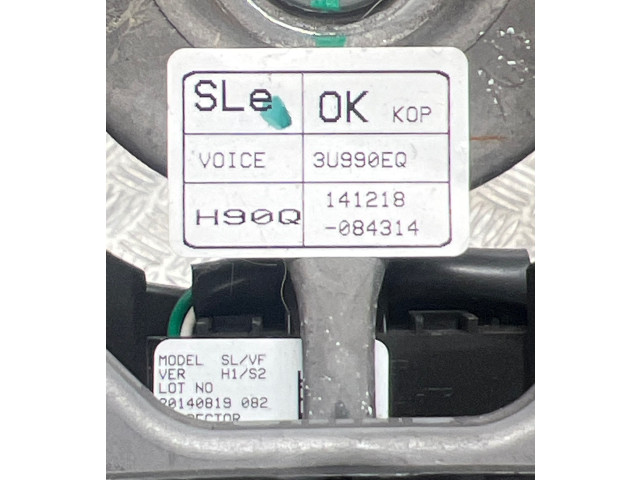 SLe OK KOP
VOICE 3U990EQ
H90Q 141218
-084314
MODEL SL/VF
VER H1/S2
LOT NO
20140819 082